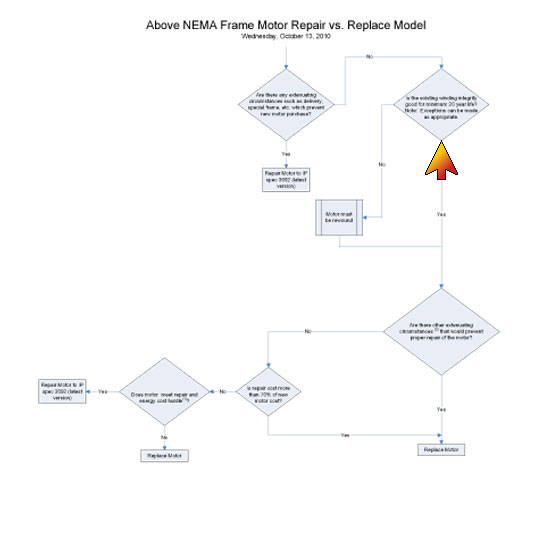 Above NEMA Frame Motor Repair vs. Replace Model
Wednesday, October 13, 2010
No
Are there any extenuating
circumstances such as delivery,
special frame, etc. which prevent
new motor purchase?
Is the existing winding integrity
good for minimum 20 year life?
Note: Exceptions can be made
as appropriate.
Yes
No
Repair Motor to IP
spec 3992 (latest
version)
Motor must
be rewound
Yes
Are there other extenuating
circumstances that would prevent
proper repair of the motor?
No
Repair Motor to IP
spec 3992 (latest
version)
Yes
Does motor meet repair and
energy cost hurdle ?
No
Is repair cost more
than 70% of new
motor cost?
Yes
No
Yes
Replace Motor
Replace Motor